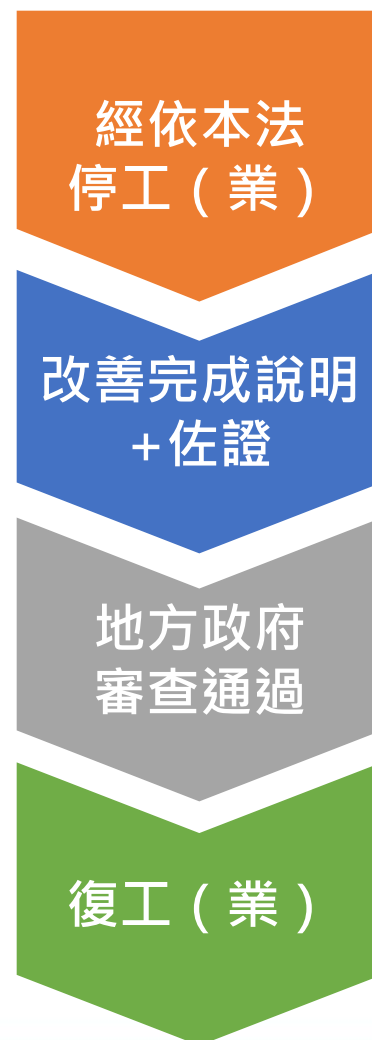 經依本法
停工（業）
改善完成說明
+佐證
地方政府
審查通過
復工（業）